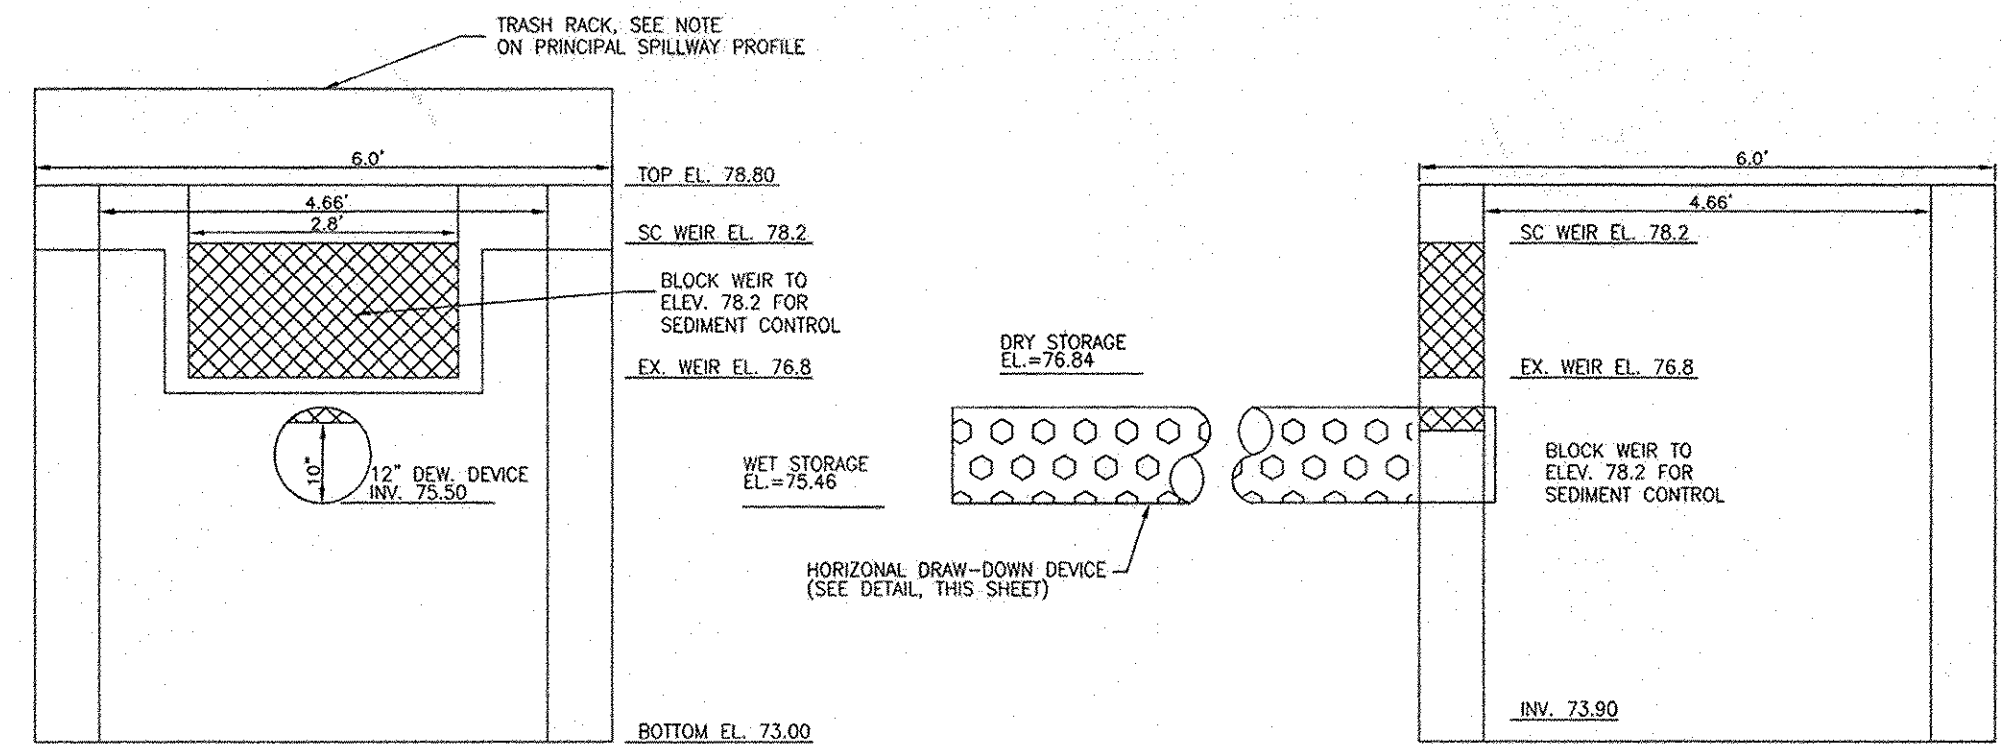 TRASH RACK, SEE NOTE
ON PRINCIPAL SPILLWAY PROFILE
6.0'
TOP EL. 78.80
4.66'
2.8'
SC WEIR EL. 78.2
BLOCK WEIR TO
ELEV. 78.2 FOR
SEDIMENT CONTROL
EX. WEIR EL. 76.8
10"
12" DEW. DEVICE
INV. 75.50
BOTTOM EL. 73.00
DRY STORAGE
EL.=76.84
WET STORAGE
EL.=75.46
HORIZONAL DRAW-DOWN DEVICE
(SEE DETAIL, THIS SHEET)
6.0'
4.66'
SC WEIR EL. 78.2
EX. WEIR EL. 76.8
BLOCK WEIR TO
ELEV. 78.2 FOR
SEDIMENT CONTROL
INV. 73.90